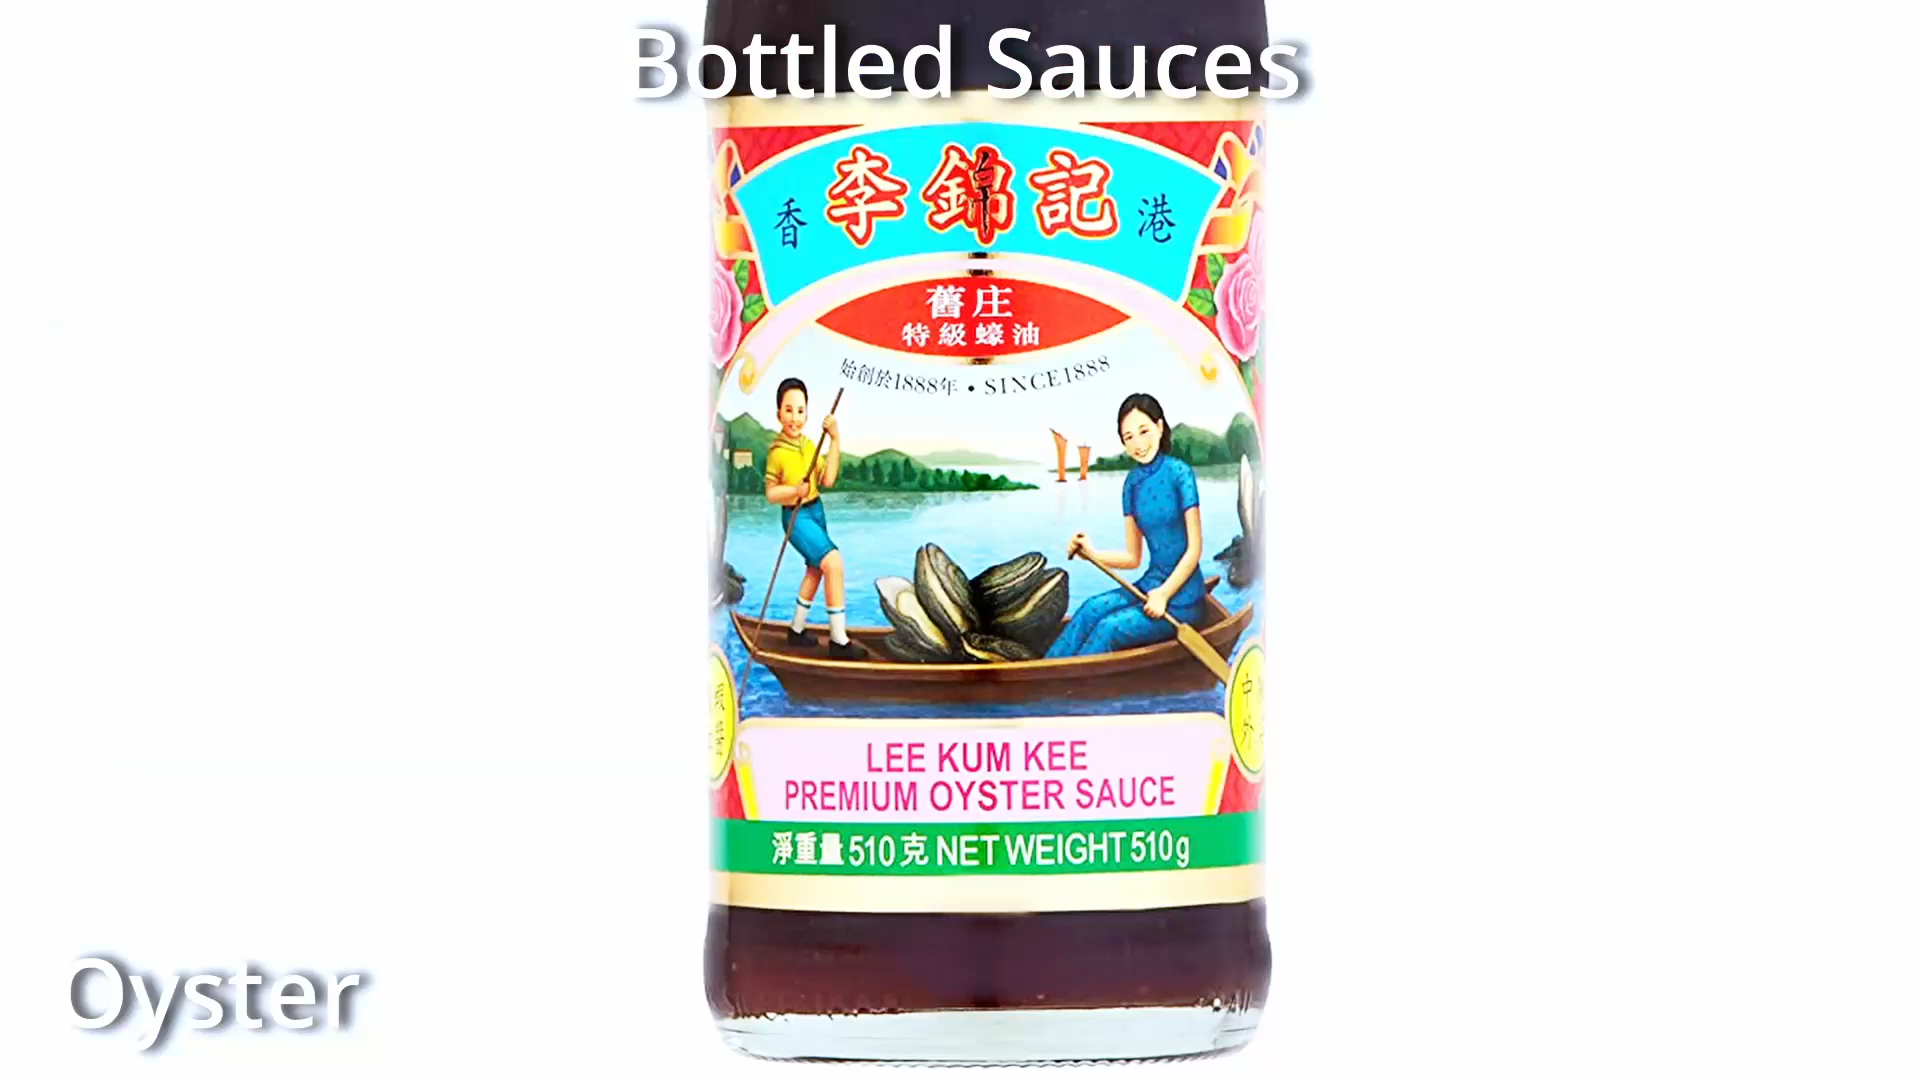 Bottled Sauces
香 李錦記 港
舊庄
特級蠔油
始創於1888年 • SINCE 1888
LEE KUM KEE
PREMIUM OYSTER SAUCE
淨重量510克 NET WEIGHT 510g
Oyster